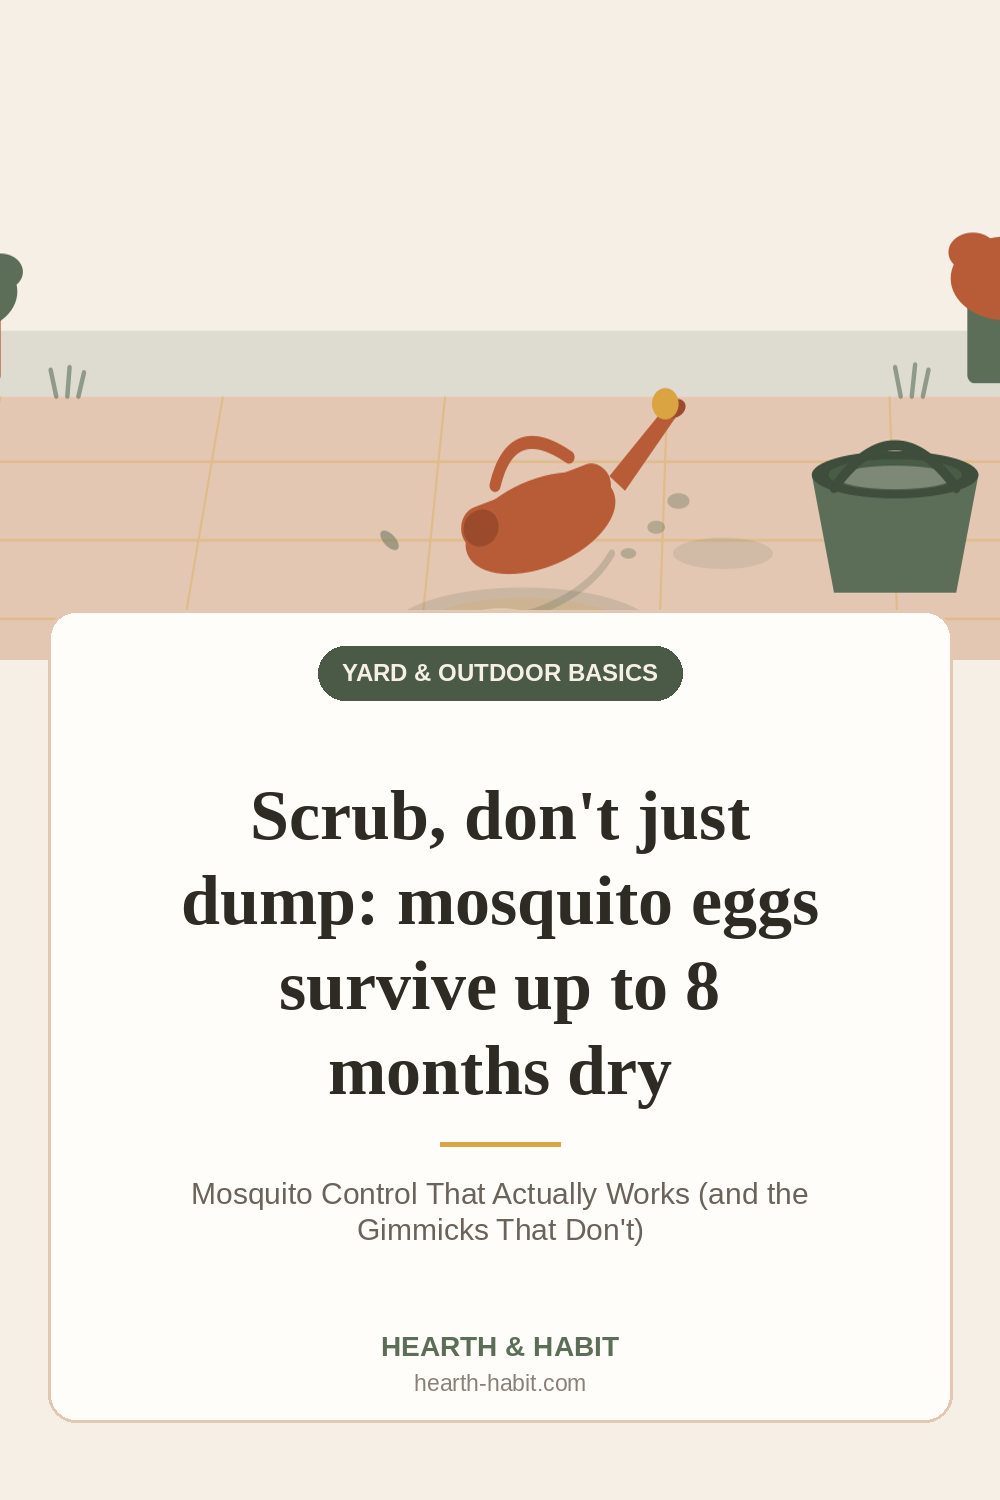 YARD & OUTDOOR BASICS
Scrub, don't just
dump: mosquito eggs
survive up to 8
months dry
Mosquito Control That Actually Works (and the
Gimmicks That Don't)
HEARTH & HABIT
hearth-habit.com